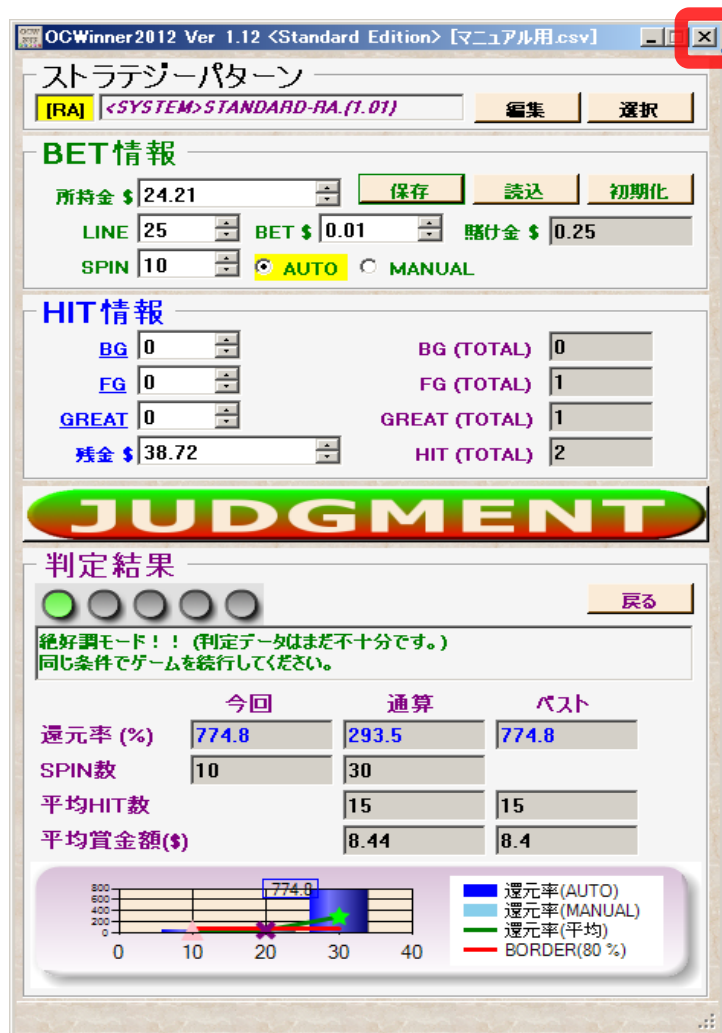 OCWinner2012 Ver 1.12 <Standard Edition> [マニュアル用.csv]
ストラテジーパターン
[RA] <SYSTEM>STANDARD-RA.(1.01) 編集 選択
BET情報
所持金 $ 24.21 保存 読込 初期化
LINE 25 BET $ 0.01 賭け金 $ 0.25
SPIN 10 AUTO MANUAL
HIT情報
BG 0 BG (TOTAL) 0
FG 0 FG (TOTAL) 1
GREAT 0 GREAT (TOTAL) 1
残金 $ 38.72 HIT (TOTAL) 2
JUDGMENT
判定結果
戻る
絶好調モード！！ (判定データはまだ不十分です。)
同じ条件でゲームを続行してください。
今回 通算 ベスト
還元率 (%) 774.8 293.5 774.8
SPIN数 10 30
平均HIT数 15 15
平均賞金額($) 8.44 8.4
774.8
800
600
400
200
0
0 10 20 30 40
還元率(AUTO)
還元率(MANUAL)
還元率(平均)
BORDER(80 %)